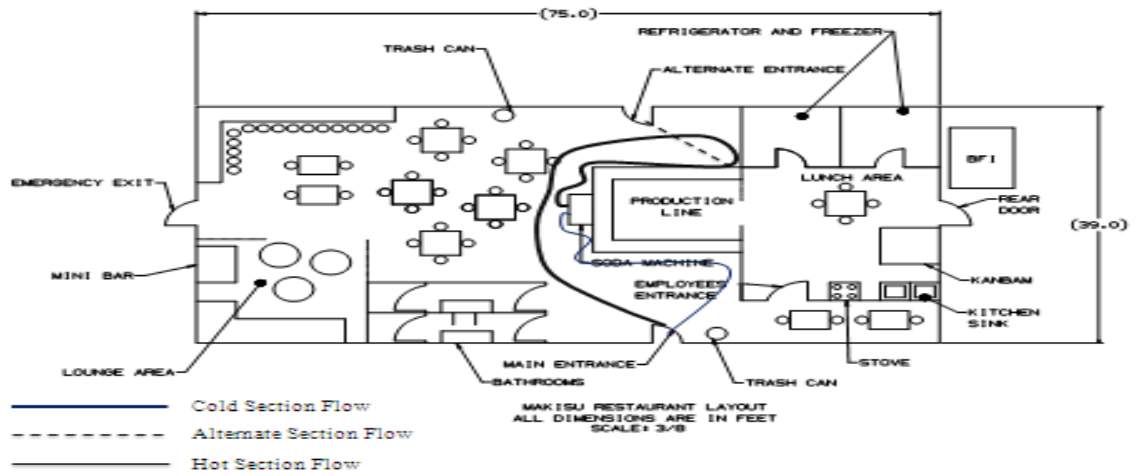 (75.0)
REFRIGERATOR AND FREEZER
TRASH CAN
ALTERNATE ENTRANCE
BFI
LUNCH AREA
EMERGENCY EXIT
REAR
DOOR
PRODUCTION
LINE
(39.0)
SODA MACHINE
MINI BAR
KANBAM
EMPLOYEES
ENTRANCE
KITCHEN
SINK
MAIN ENTRANCE
STOVE
LOUNGE AREA
BATHROOMS
TRASH CAN
Cold Section Flow
MAKISU RESTAURANT LAYOUT
ALL DIMENSIONS ARE IN FEET
SCALE: 3/8
Alternate Section Flow
Hot Section Flow